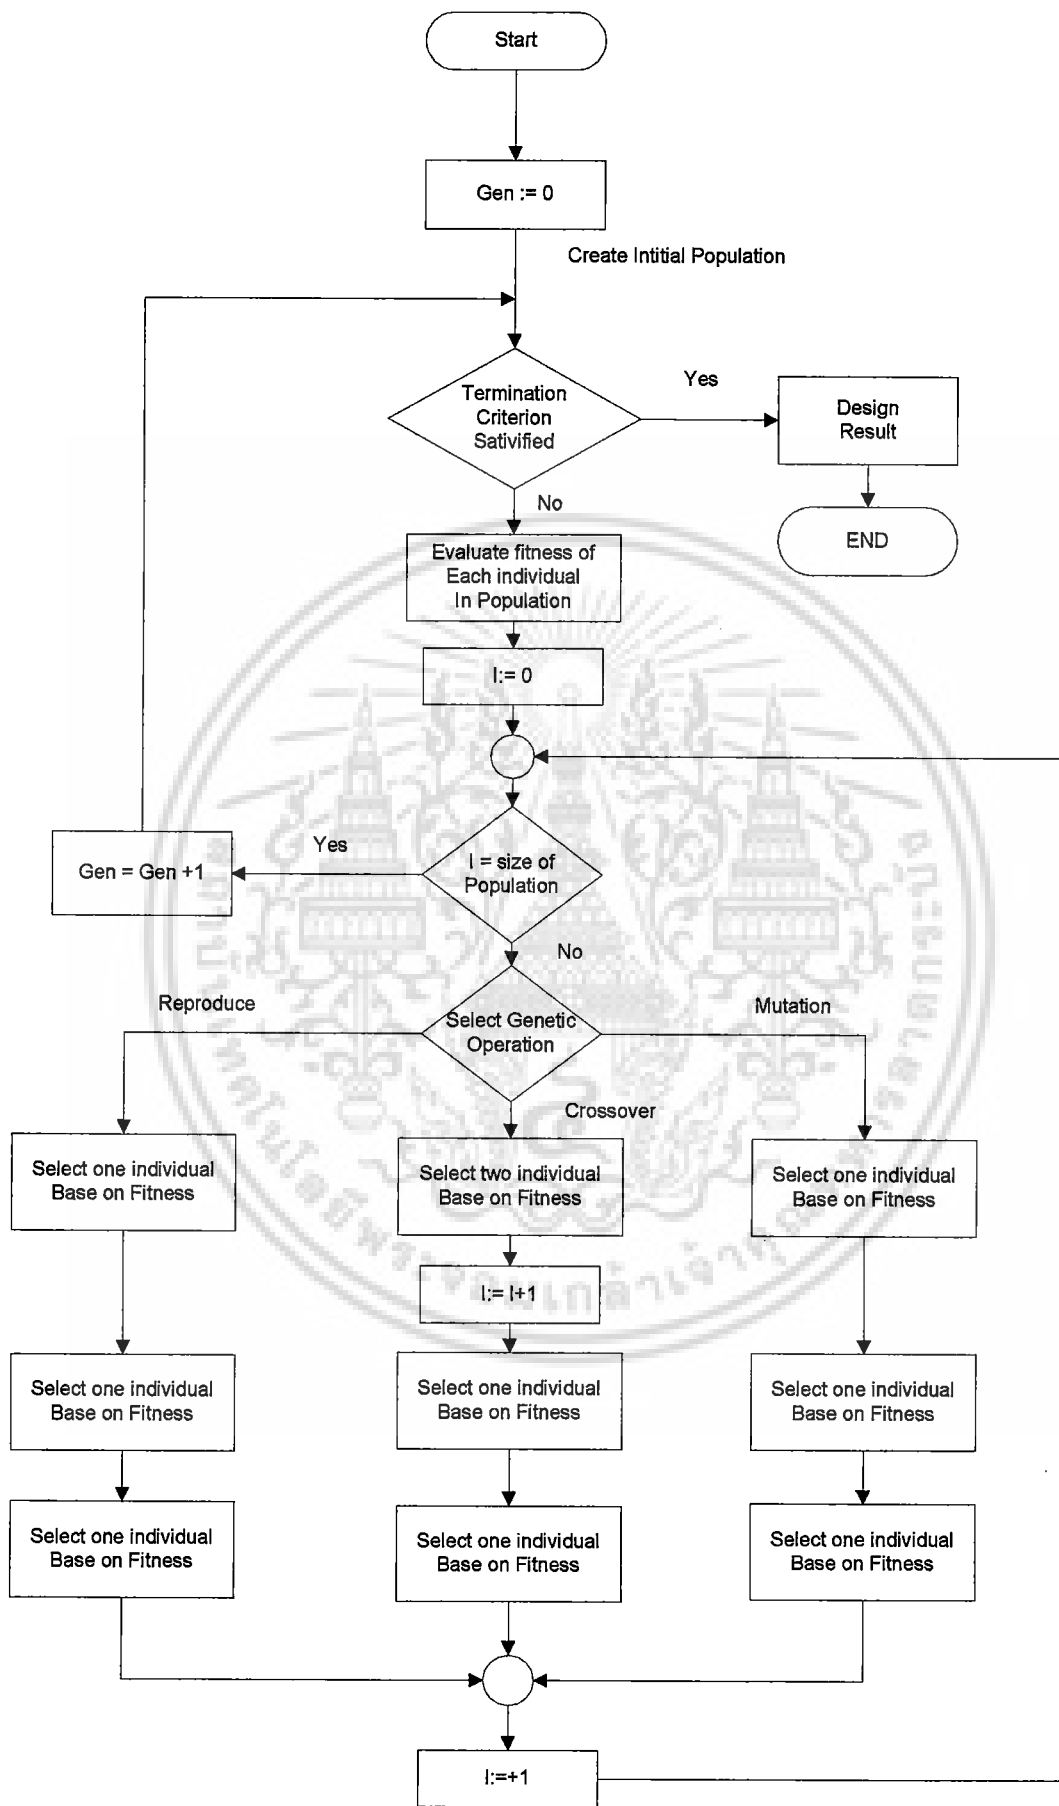 Start
Gen := 0
Create Intitial Population
Termination
Criterion
Sativified
Yes
Design
Result
END
No
Evaluate fitness of
Each individual
In Population
I:= 0
I = size of
Population
Yes
Gen = Gen +1
No
Select Genetic
Operation
Reproduce
Mutation
Crossover
Select one individual
Base on Fitness
Select two individual
Base on Fitness
Select one individual
Base on Fitness
I:= I+1
Select one individual
Base on Fitness
Select one individual
Base on Fitness
Select one individual
Base on Fitness
Select one individual
Base on Fitness
Select one individual
Base on Fitness
Select one individual
Base on Fitness
I:=+1